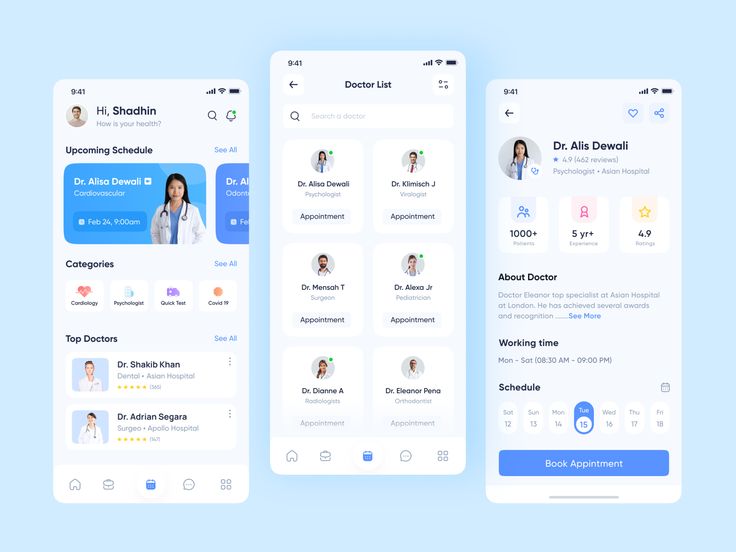 9:41
Hi, Shadhin
How is your health?
Upcoming Schedule
See All
Dr. Alisa Dewali
Cardiovascular
Feb 24, 9:00am
Dr. Al
Odont
Fe
Categories
See All
Cardiology
Psychologist
Quick Test
Covid 19
Top Doctors
See All
Dr. Shakib Khan
Dental • Asian Hospital
(365)
Dr. Adrian Segara
Surgeo • Apollo Hospital
(147)
9:41
Doctor List
Search a doctor
Dr. Alisa Dewali
Psychologist
Appointment
Dr. Klimisch J
Viralogist
Appointment
Dr. Mensah T
Surgeon
Appointment
Dr. Alexa Jr
Pediatrician
Appointment
Dr. Dianne A
Radiologists
Appointment
Dr. Eleanor Pena
Orthodontist
Appointment
9:41
Dr. Alis Dewali
4.9 (462 reviews)
Psychologist • Asian Hospital
1000+
Patients
5 yr+
Experience
4.9
Ratings
About Doctor
Doctor Eleanor top specialist at Asian Hospital
at London. He has achieved several awards
and recognition .......See More
Working time
Mon - Sat (08:30 AM - 09:00 PM)
Schedule
Sat
12
Sun
13
Mon
14
Tue
15
Wed
16
Thu
17
Fri
18
Book Appintment